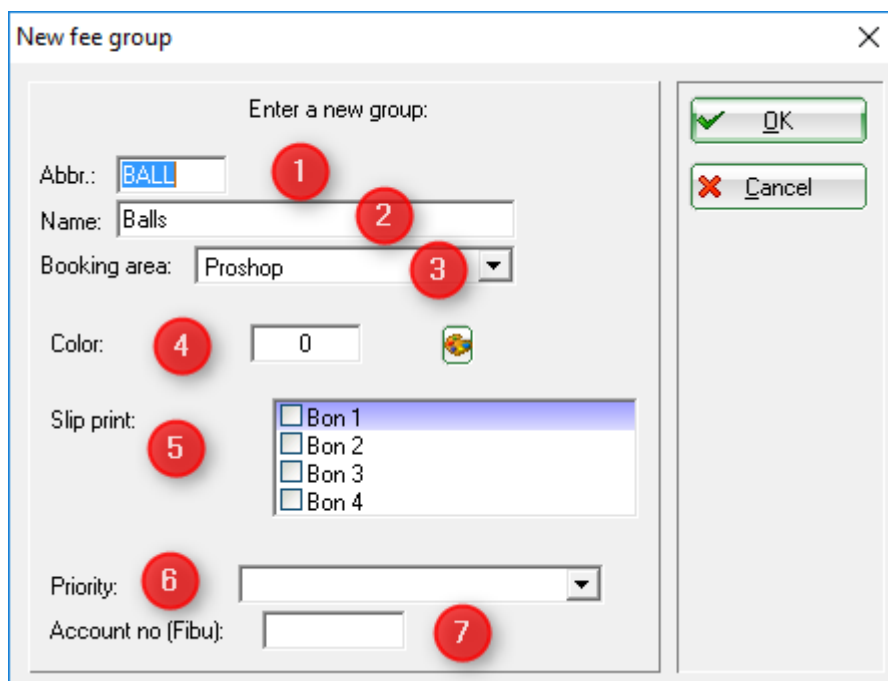 New fee group
Enter a new group:
OK
Abbr.: BALL 1
Cancel
Name: Balls 2
Booking area: Proshop 3
Color: 4 0
Slip print: 5
Bon 1
Bon 2
Bon 3
Bon 4
Priority: 6
Account no (Fibu): 7